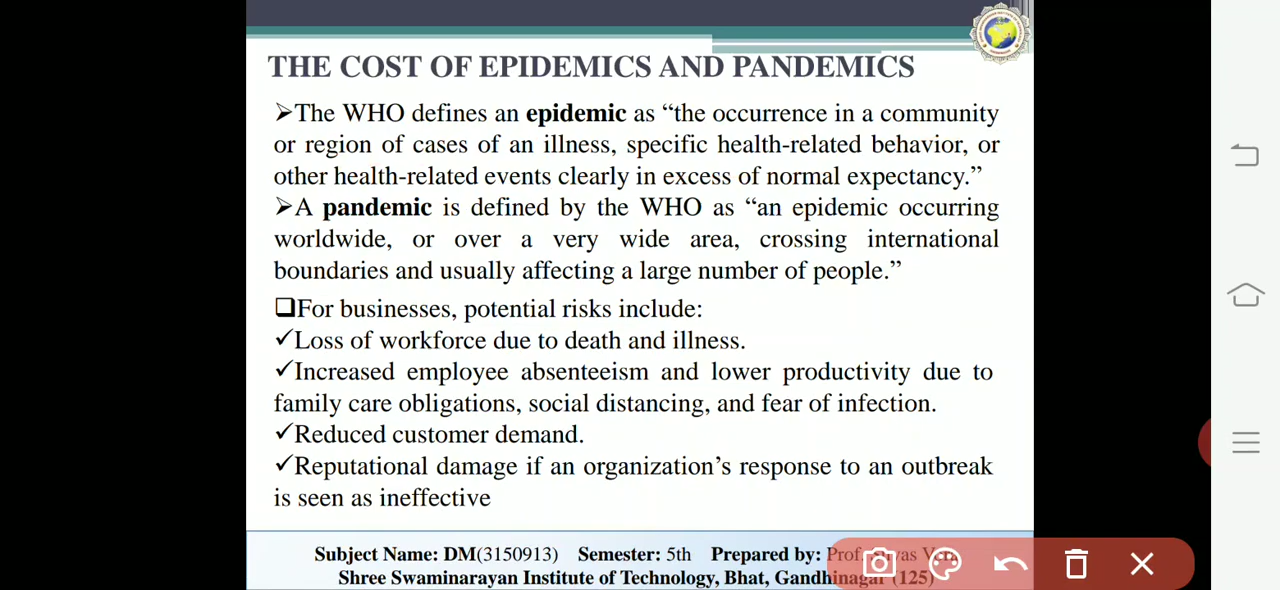 THE COST OF EPIDEMICS AND PANDEMICS
➢The WHO defines an epidemic as “the occurrence in a community
or region of cases of an illness, specific health-related behavior, or
other health-related events clearly in excess of normal expectancy.”
➢A pandemic is defined by the WHO as “an epidemic occurring
worldwide, or over a very wide area, crossing international
boundaries and usually affecting a large number of people.”
❑For businesses, potential risks include:
✓Loss of workforce due to death and illness.
✓Increased employee absenteeism and lower productivity due to
family care obligations, social distancing, and fear of infection.
✓Reduced customer demand.
✓Reputational damage if an organization’s response to an outbreak
is seen as ineffective
Subject Name: DM(3150913) Semester: 5th Prepared by: Prof.
Shree Swaminarayan Institute of Technology, Bhat, Gandhinagar (125)